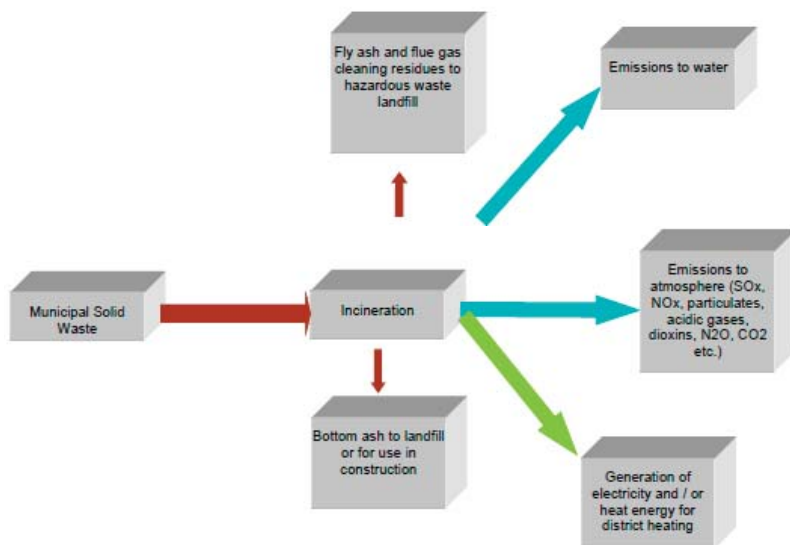 Fly ash and flue gas
cleaning residues to
hazardous waste
landfill
Emissions to water
Municipal Solid
Waste
Incineration
Emissions to
atmosphere (SOx,
NOx, particulates,
acidic gases,
dioxins, N2O, CO2
etc.)
Bottom ash to landfill
or for use in
construction
Generation of
electricity and / or
heat energy for
district heating